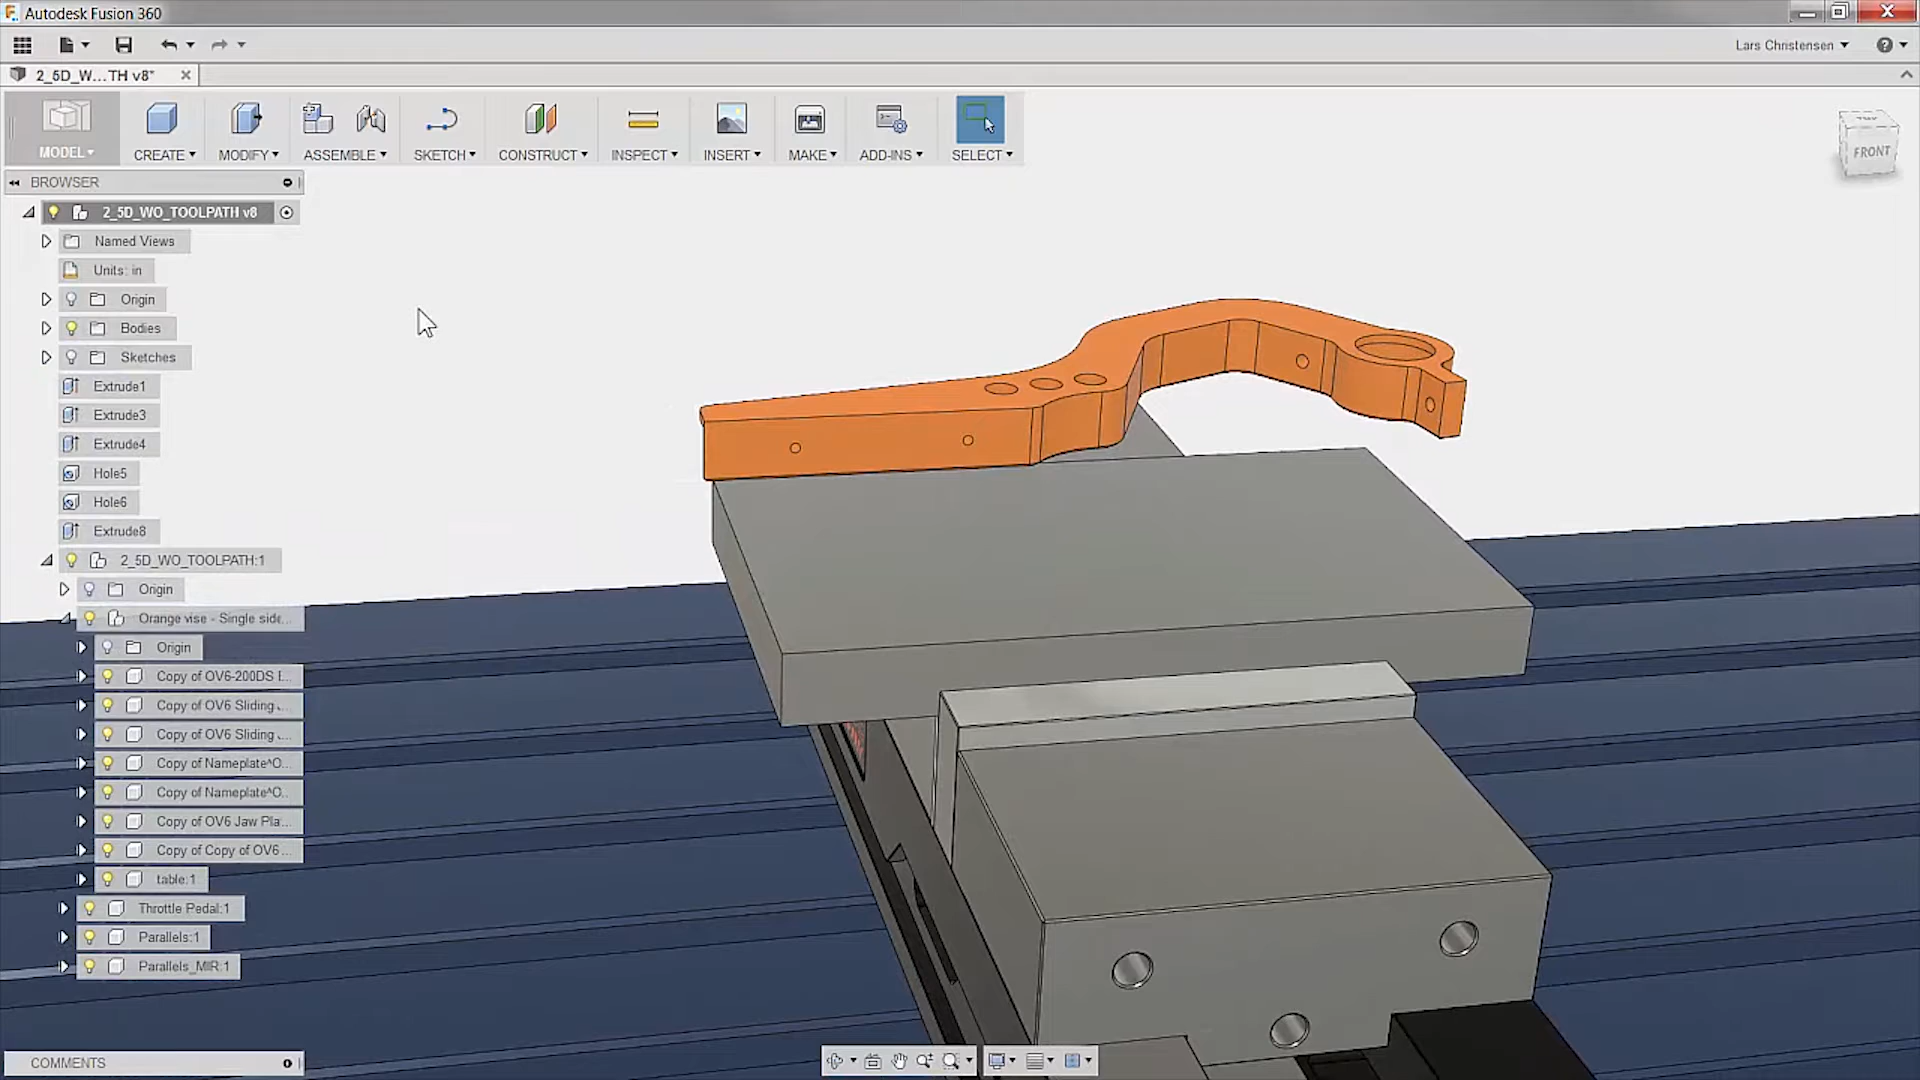 Autodesk Fusion 360
Lars Christensen
2_5D_W...TH v8*
MODEL
CREATE
MODIFY
ASSEMBLE
SKETCH
CONSTRUCT
INSPECT
INSERT
MAKE
ADD-INS
SELECT
FRONT
BROWSER
2_5D_WO_TOOLPATH v8
Named Views
Units: in
Origin
Bodies
Sketches
Extrude1
Extrude3
Extrude4
Hole5
Hole6
Extrude8
2_5D_WO_TOOLPATH:1
Origin
Orange vise - Single side...
Origin
Copy of OV6-200DS
Copy of OV6 Sliding
Copy of OV6 Sliding
Copy of Nameplate^O...
Copy of Nameplate^O...
Copy of OV6 Jaw Pla...
Copy of Copy of OV6 ...
table:1
Throttle Pedal:1
Parallels:1
Parallels_MIR:1
COMMENTS